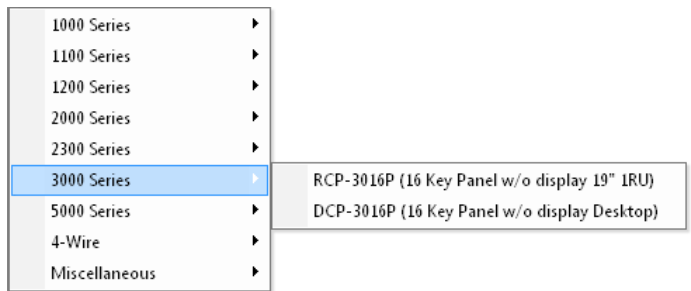 1000 Series
1100 Series
1200 Series
2000 Series
2300 Series
3000 Series
RCP-3016P (16 Key Panel w/o display 19" 1RU)
5000 Series
DCP-3016P (16 Key Panel w/o display Desktop)
4-Wire
Miscellaneous